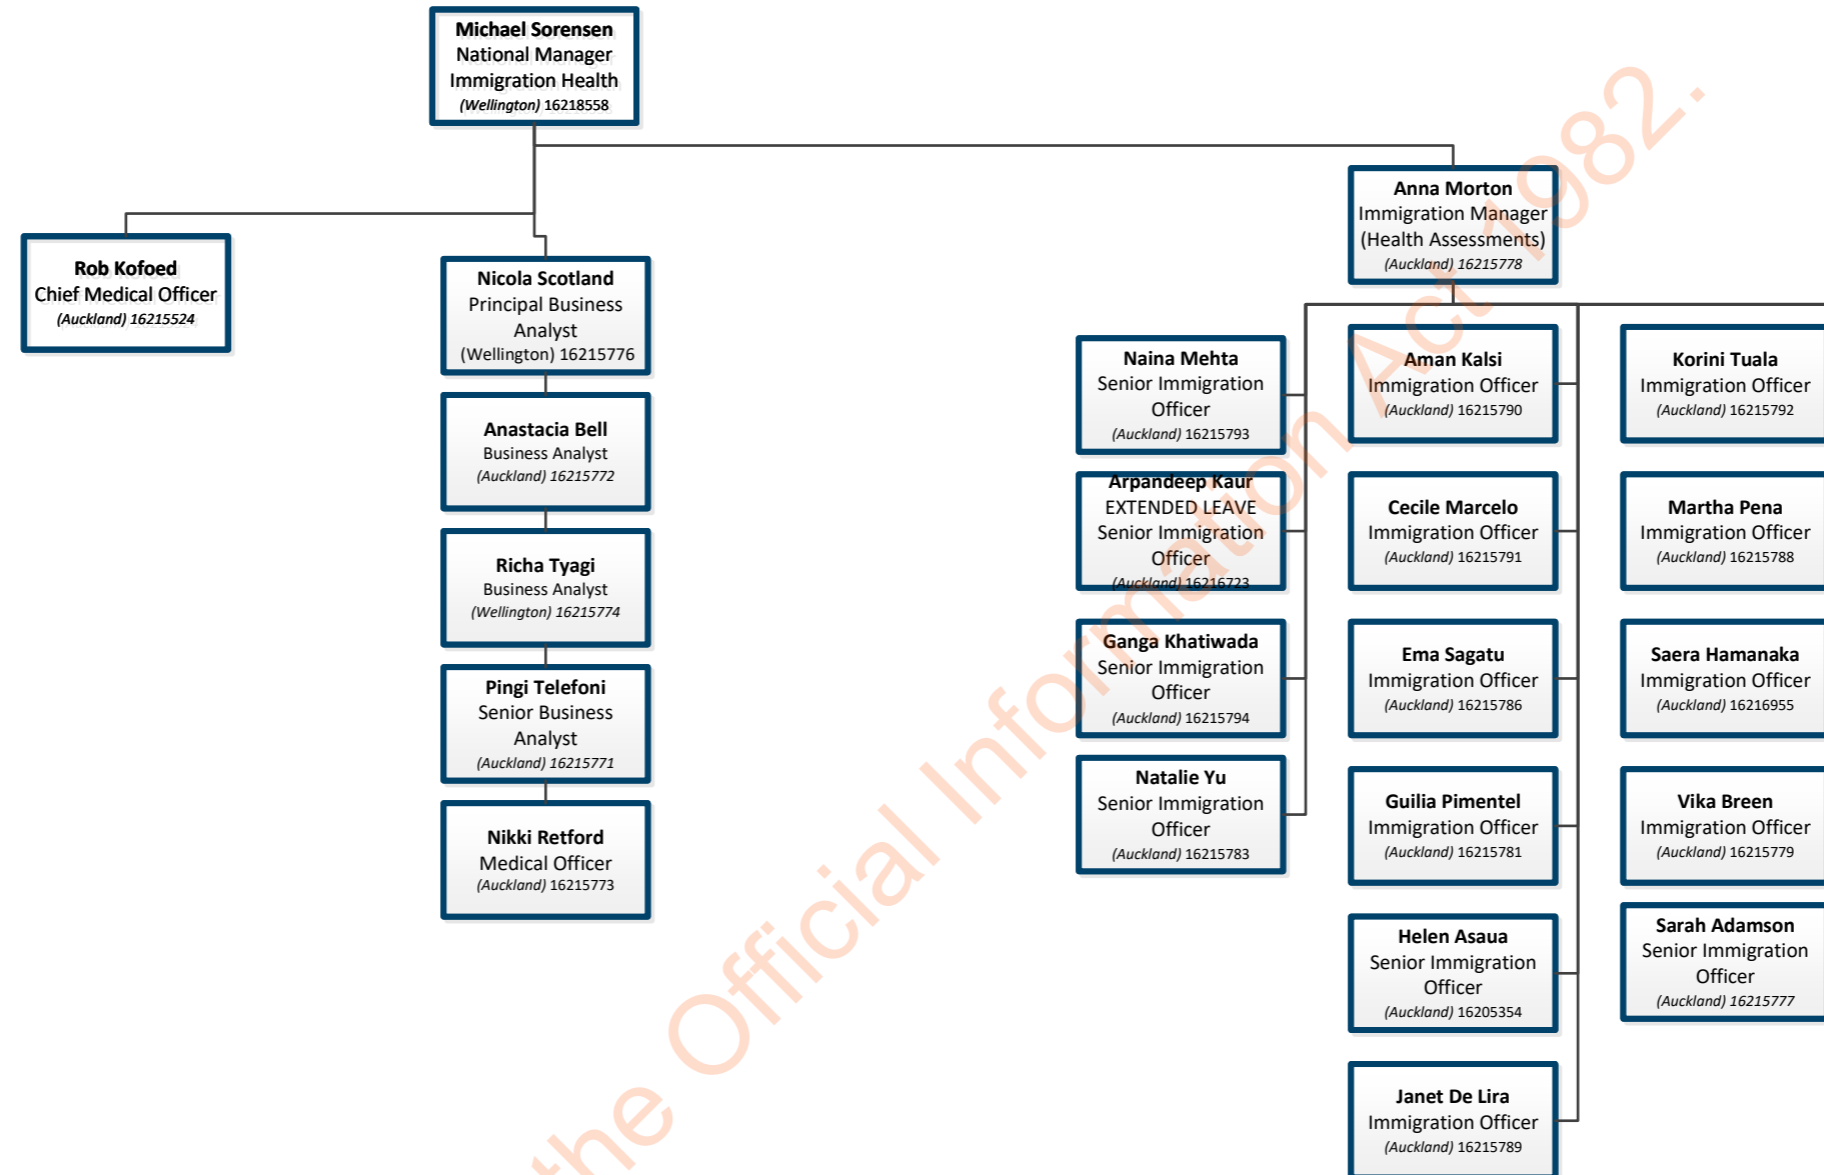 Michael Sorensen
National Manager
Immigration Health
(Wellington) 16218558
Anna Morton
Immigration Manager
(Health Assessments)
(Auckland) 16215778
Rob Kofoed
Chief Medical Officer
(Auckland) 16215524
Nicola Scotland
Principal Business
Analyst
(Wellington) 16215776
Anastacia Bell
Business Analyst
(Auckland) 16215772
Richa Tyagi
Business Analyst
(Wellington) 16215774
Pingi Telefoni
Senior Business
Analyst
(Auckland) 16215771
Nikki Retford
Medical Officer
(Auckland) 16215773
Naina Mehta
Senior Immigration
Officer
(Auckland) 16215793
Arpandeep Kaur
EXTENDED LEAVE
Senior Immigration
Officer
(Auckland) 16216723
Ganga Khatiwada
Senior Immigration
Officer
(Auckland) 16215794
Natalie Yu
Senior Immigration
Officer
(Auckland) 16215783
Aman Kalsi
Immigration Officer
(Auckland) 16215790
Cecile Marcelo
Immigration Officer
(Auckland) 16215791
Ema Sagatu
Immigration Officer
(Auckland) 16215786
Guilia Pimentel
Immigration Officer
(Auckland) 16215781
Helen Asaua
Senior Immigration
Officer
(Auckland) 16205354
Janet De Lira
Immigration Officer
(Auckland) 16215789
Korini Tuala
Immigration Officer
(Auckland) 16215792
Martha Pena
Immigration Officer
(Auckland) 16215788
Saera Hamanaka
Immigration Officer
(Auckland) 16216955
Vika Breen
Immigration Officer
(Auckland) 16215779
Sarah Adamson
Senior Immigration
Officer
(Auckland) 16215777
the Official Information Act 1982.